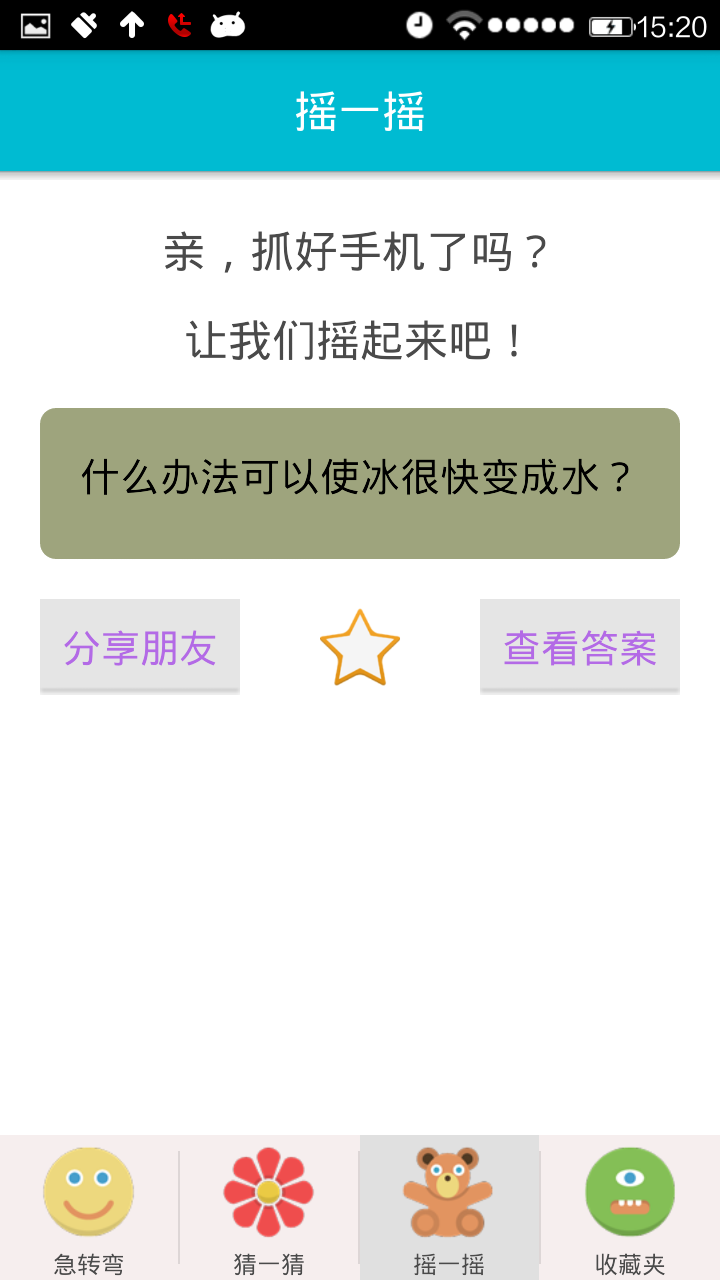 15:20
摇一摇
亲，抓好手机了吗？
让我们摇起来吧！
什么办法可以使冰很快变成水？
分享朋友
查看答案
急转弯
猜一猜
摇一摇
收藏夹